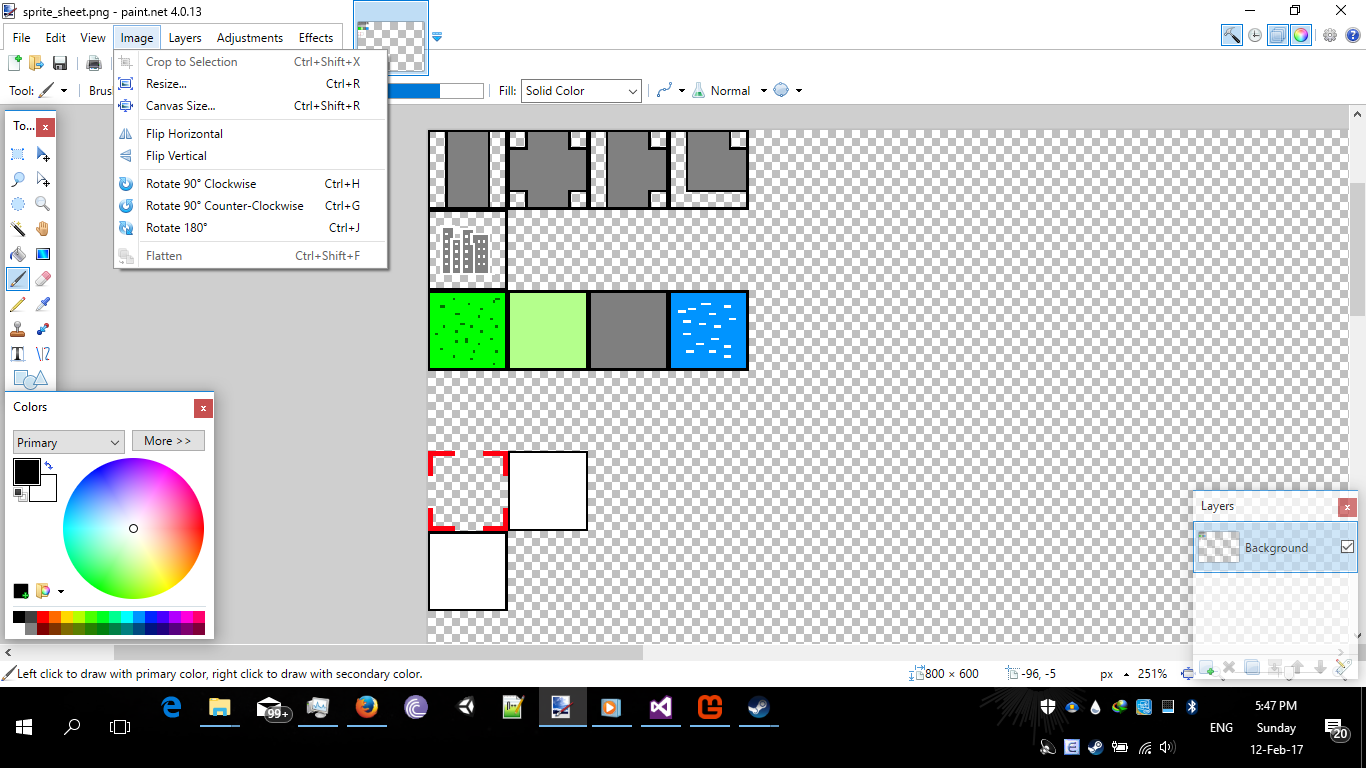 sprite_sheet.png - paint.net 4.0.13
File Edit View Image Layers Adjustments Effects
Crop to Selection Ctrl+Shift+X
Resize... Ctrl+R
Canvas Size... Ctrl+Shift+R
Flip Horizontal
Flip Vertical
Rotate 90° Clockwise Ctrl+H
Rotate 90° Counter-Clockwise Ctrl+G
Rotate 180° Ctrl+J
Flatten Ctrl+Shift+F
Tool: Brus Fill: Solid Color Normal
To... x
Colors x
Primary More >>
Layers x
Background
Left click to draw with primary color, right click to draw with secondary color. 800 × 600 -96, -5 px 251%
99+
ENG
5:47 PM
Sunday
12-Feb-17
20